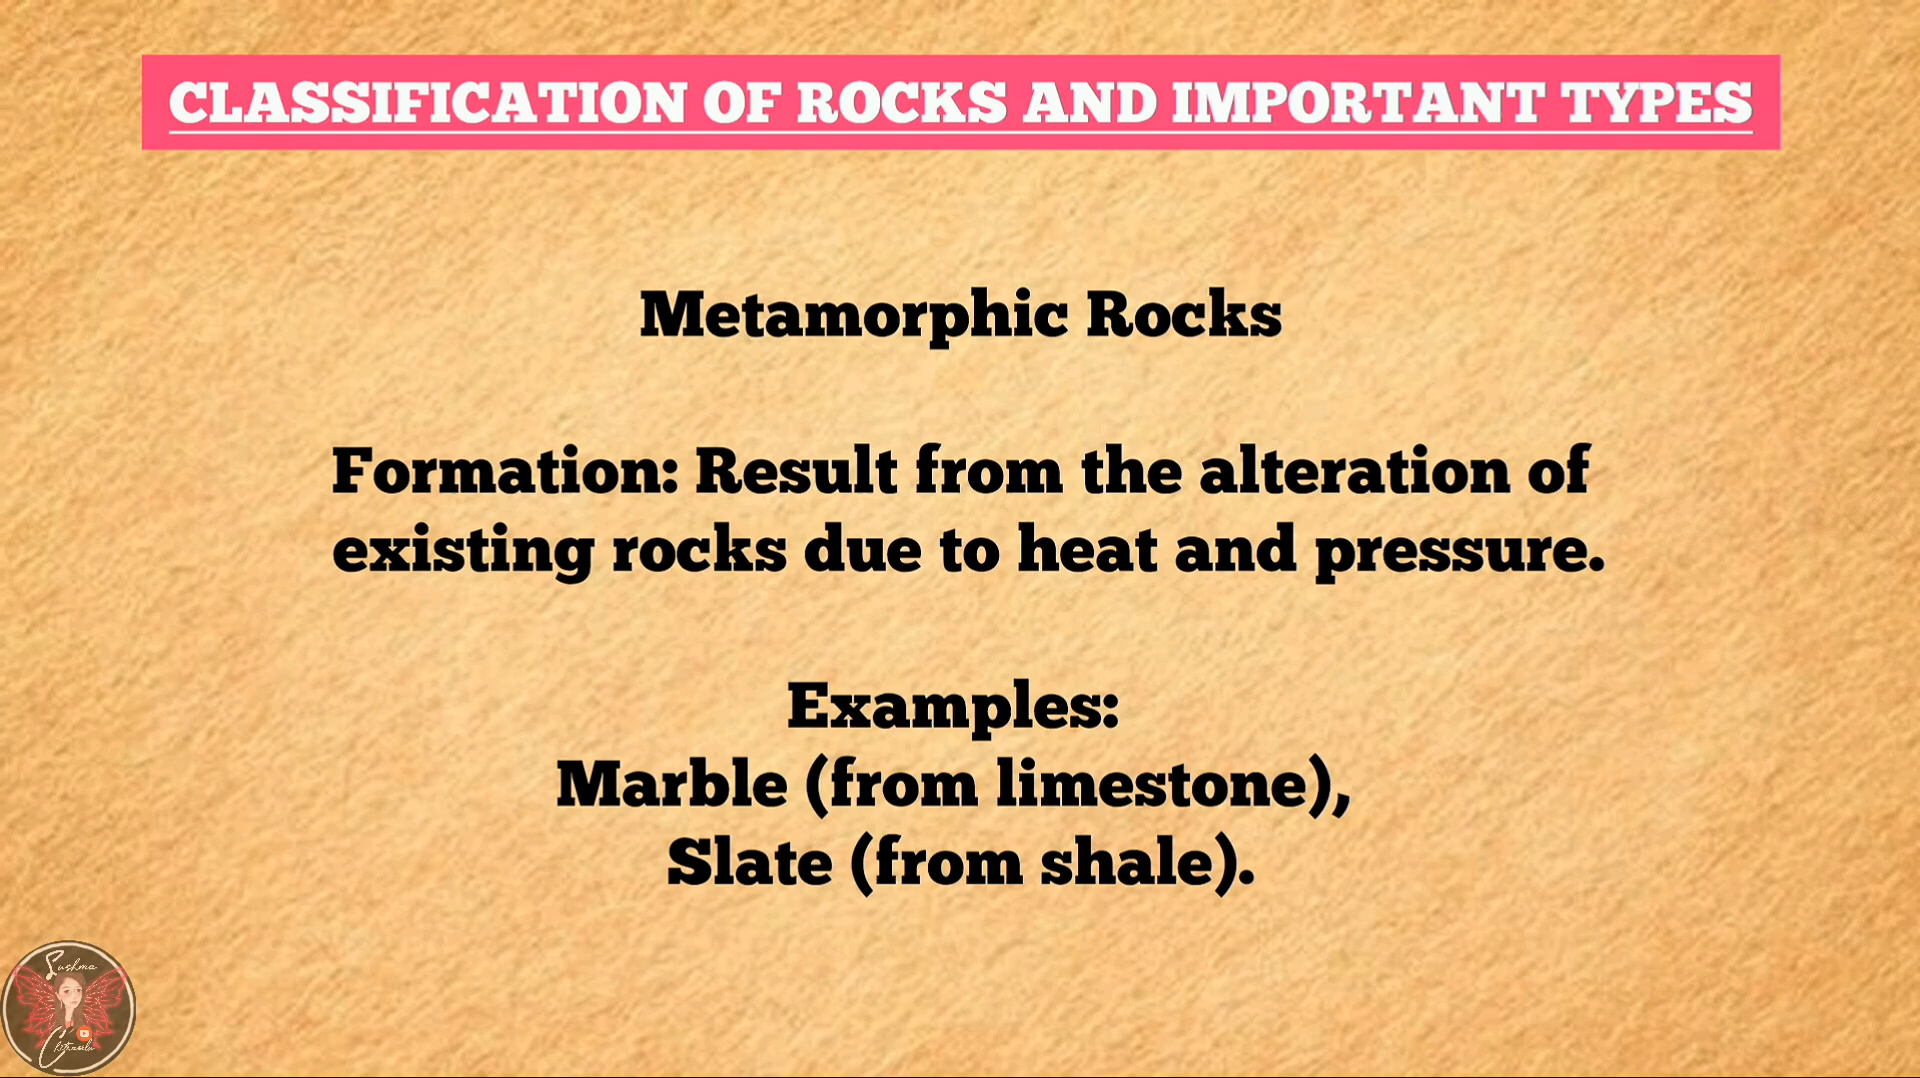 CLASSIFICATION OF ROCKS AND IMPORTANT TYPES
Metamorphic Rocks
Formation: Result from the alteration of
existing rocks due to heat and pressure.
Examples:
Marble (from limestone),
Slate (from shale).
Sushma